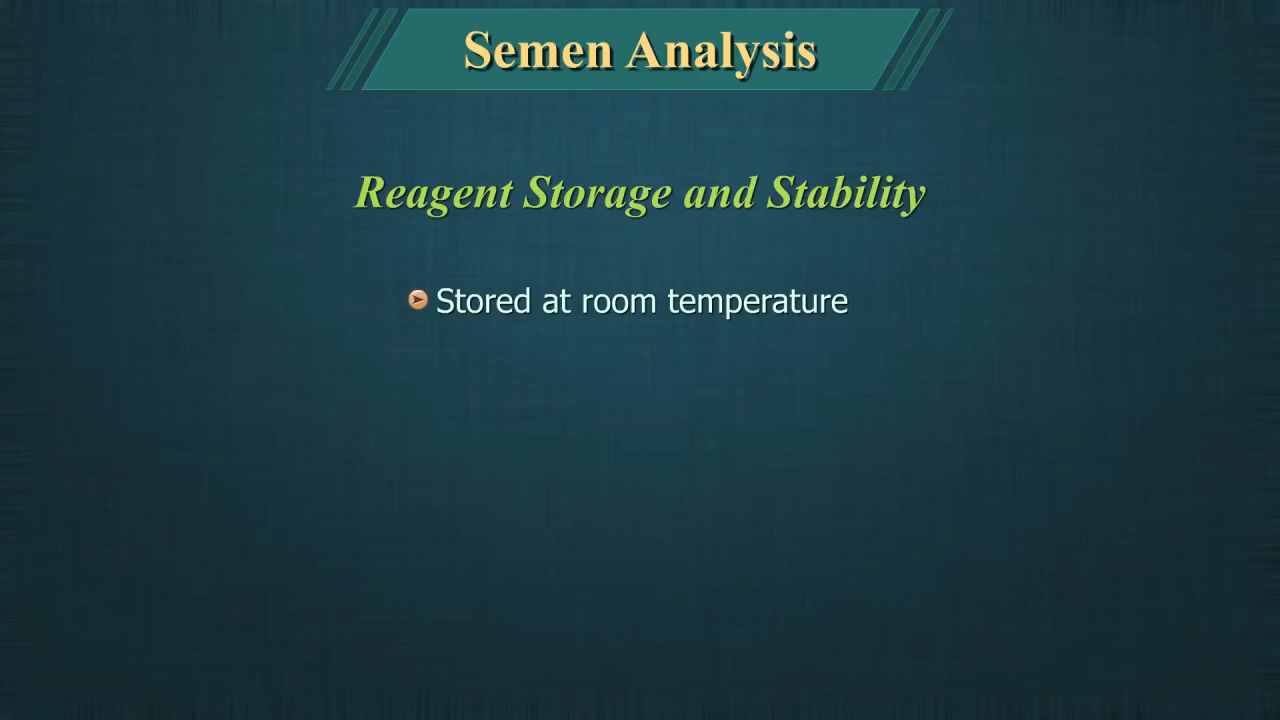 Semen Analysis
Reagent Storage and Stability
Stored at room temperature